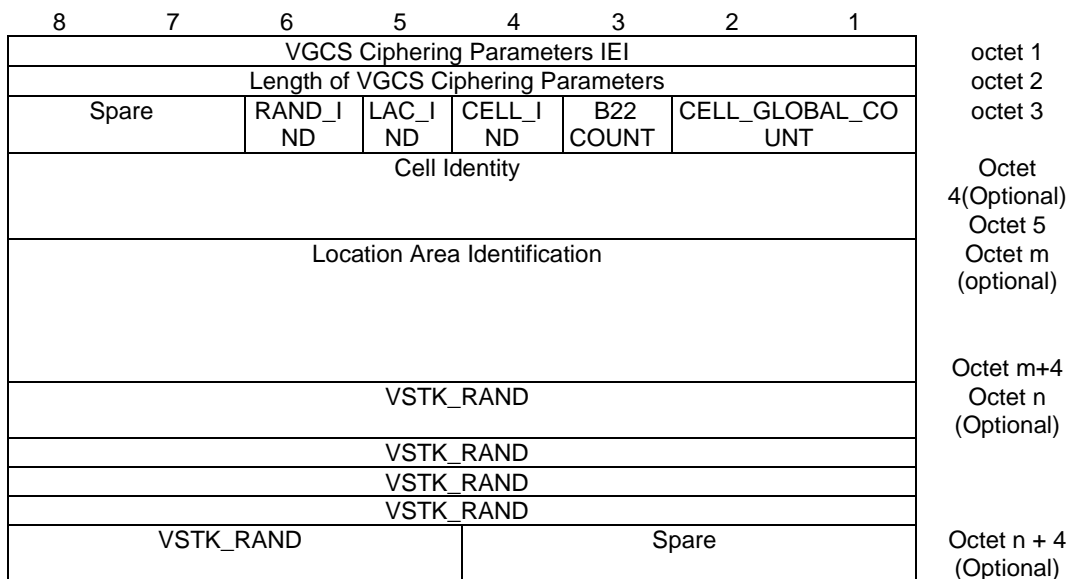 8 7 6 5 4 3 2 1
VGCS Ciphering Parameters IEI octet 1
Length of VGCS Ciphering Parameters octet 2
Spare RAND_I LAC_I CELL_I B22 CELL_GLOBAL_CO octet 3
ND ND ND COUNT UNT
Cell Identity Octet
4(Optional)
Octet 5
Location Area Identification Octet m
(optional)
Octet m+4
VSTK_RAND Octet n
(Optional)
VSTK_RAND
VSTK_RAND
VSTK_RAND
VSTK_RAND Spare Octet n + 4
(Optional)